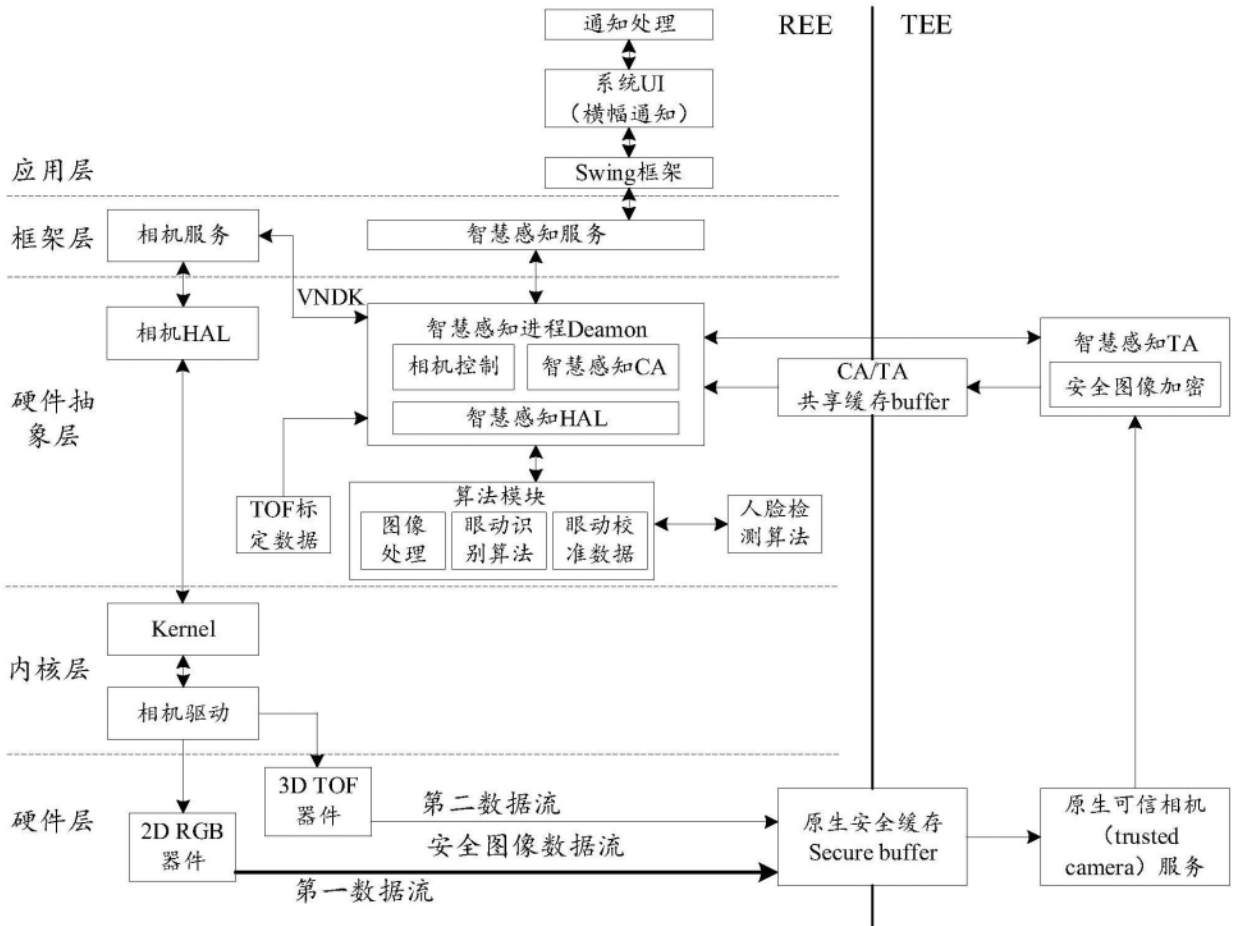 通知处理
REE
TEE
系统UI
（横幅通知）
应用层
Swing框架
框架层
相机服务
智慧感知服务
VNDK
相机HAL
智慧感知进程Deamon
相机控制
智慧感知CA
智慧感知HAL
CA/TA
共享缓存buffer
智慧感知TA
安全图像加密
硬件抽
象层
TOF标
定数据
算法模块
图像
处理
眼动识
别算法
眼动校
准数据
人脸检
测算法
内核层
Kernel
相机驱动
硬件层
2D RGB
器件
3D TOF
器件
第二数据流
安全图像数据流
第一数据流
原生安全缓存
Secure buffer
原生可信相机
（trusted
camera）服务